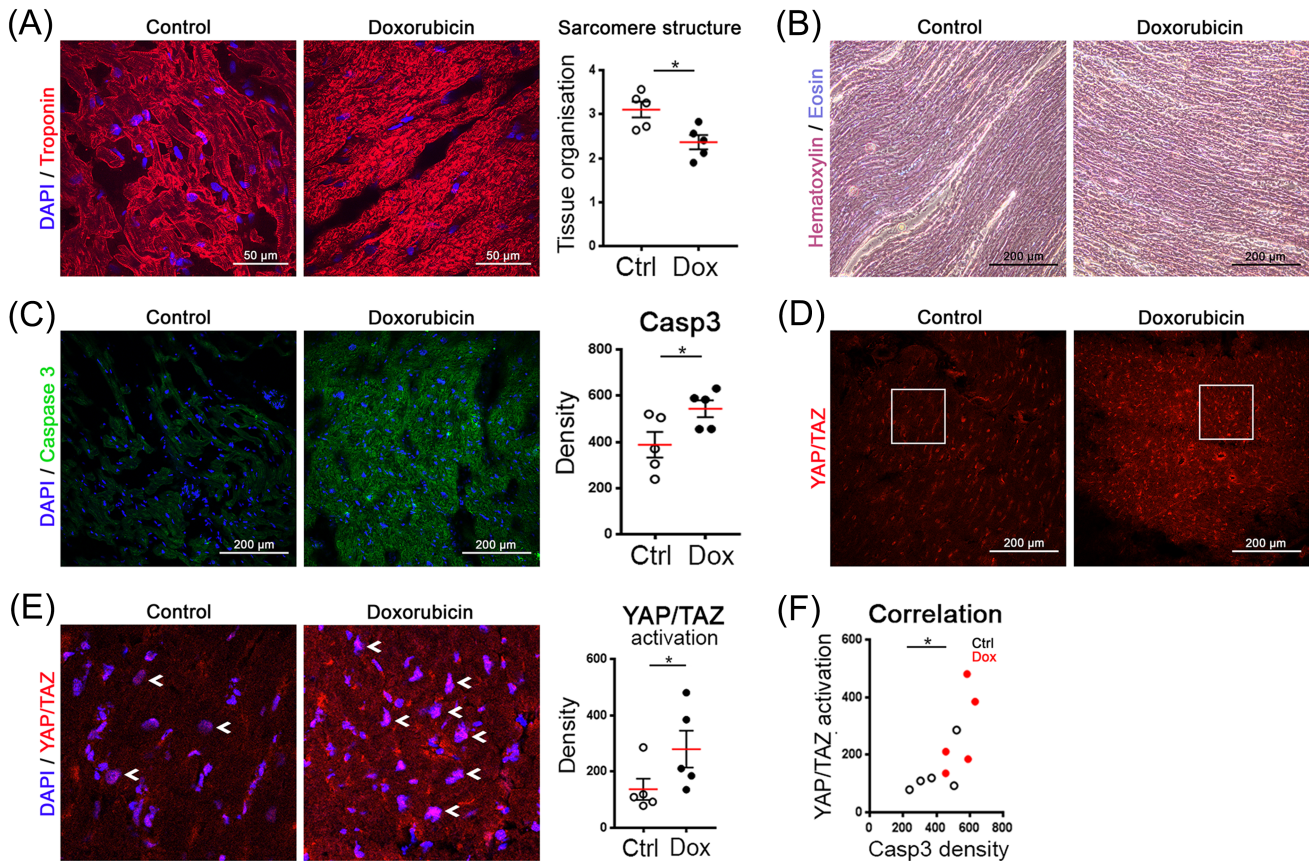 (A)
Control
Doxorubicin
Sarcomere structure
DAPI / Troponin
50 µm
50 µm
Tissue organisation
4
3
2
1
0
*
Ctrl
Dox
(B)
Control
Doxorubicin
Hematoxylin / Eosin
200 µm
200 µm
(C)
Control
Doxorubicin
Casp3
DAPI / Caspase 3
200 µm
200 µm
Density
800
600
400
200
0
*
Ctrl
Dox
(D)
Control
Doxorubicin
YAP/TAZ
200 µm
200 µm
(E)
Control
Doxorubicin
YAP/TAZ
activation
DAPI / YAP/TAZ
Density
600
400
200
0
*
Ctrl
Dox
(F)
Correlation
YAP/TAZ activation
600
400
200
0
*
Ctrl
Dox
0
200
400
600
800
Casp3 density